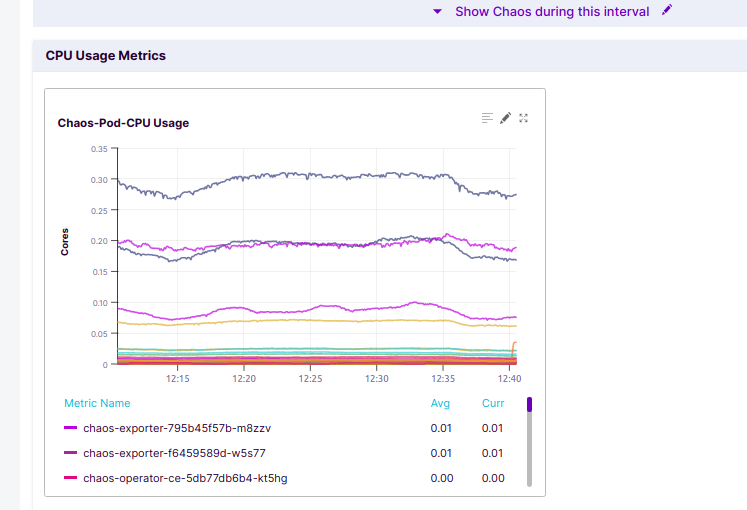 Show Chaos during this interval
CPU Usage Metrics
Chaos-Pod-CPU Usage
0.35
0.30
0.25
0.20
0.15
0.10
0.05
0
Cores
12:15 12:20 12:25 12:30 12:35 12:40
Metric Name Avg Curr
chaos-exporter-795b45f57b-m8zzv 0.01 0.01
chaos-exporter-f6459589d-w5s77 0.01 0.01
chaos-operator-ce-5db77db6b4-kt5hg 0.00 0.00